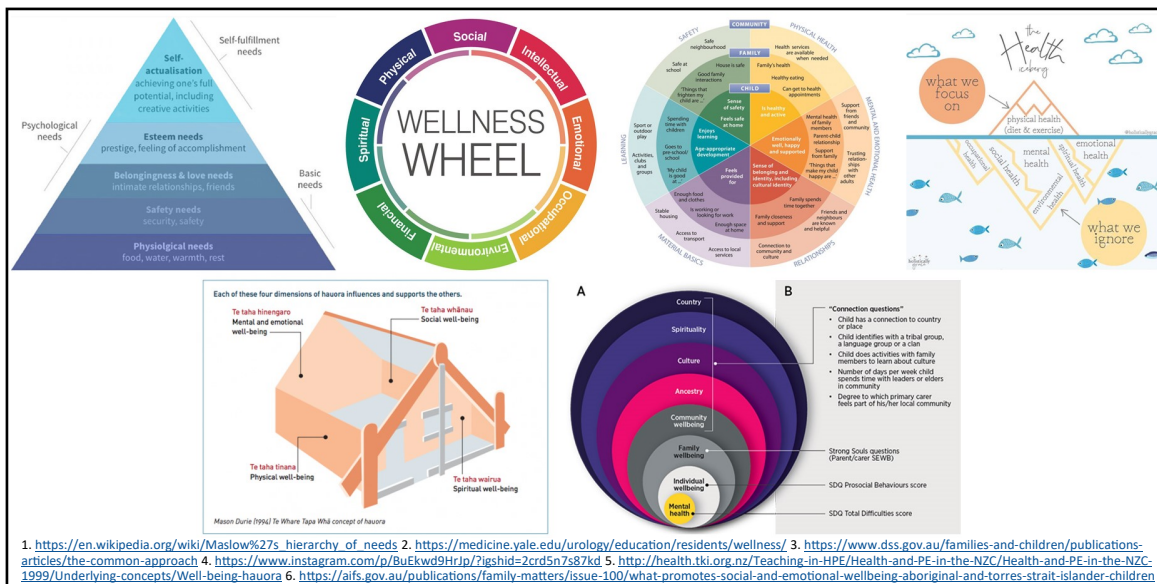 Self-fulfillment
needs
Self-
actualisation
achieving one's full
potential, including
creative activities
Psychological
needs
Esteem needs
prestige, feeling of accomplishment
Basic
needs
Belongingness & love needs
intimate relationships, friends
Safety needs
security, safety
Physiolgical needs
food, water, warmth, rest
WELLNESS
WHEEL
Social
Intellectual
Emotional
Occupational
Environmental
Financial
Spiritual
Physical
COMMUNITY
FAMILY
CHILD
SAFETY
Safe
neighbourhood
Safe at
school
House is safe
Good family
interactions
'Things that
frighten my
child are ...'
Sense
of safety
Feels safe
at home
PHYSICAL HEALTH
Health services
are available
when needed
Family's health
Healthy eating
Can get to health
appointments
Is healthy
and active
MENTAL AND EMOTIONAL HEALTH
Support
from
friends and
community
Trusting
relation-
ships
with
other
adults
Mental health
of family
members
Parent-child
relationship
Support
from family
'Things that
make my child
happy are...'
Emotionally
well, happy
and supported
RELATIONSHIPS
Friends and
neighbours
are known
and helpful
Connection to
community and
culture
Family spends
time together
Family closeness
and support
Sense of
belonging and
identity, including
cultural identity
MATERIAL BASICS
Stable
housing
Access to
transport
Access to local
services
Enough food
and clothes
Is working or
looking for work
Enough space
at home
Feels
provided
for
LEARNING
Sport or
outdoor
play
Activities,
clubs
and
groups
Spending
time with
children
Goes to
pre-school/
school
'My child
is good
at ...'
Enjoys
learning
Age-appropriate
development
the
Health
iceberg
what we
focus
on
physical health
(diet & exercise)
occupational
health
social health
mental
health
environmental
health
spiritual
health
emotional
health
what we
ignore
Each of these four dimensions of hauora influences and supports the others.
Te taha hinengaro
Mental and emotional
well-being
Te taha whānau
Social well-being
Te taha tinana
Physical well-being
Te taha wairua
Spiritual well-being
Mason Durie (1994) Te Whare Tapa Whā concept of hauora
A
Country
Spirituality
Culture
Ancestry
Community
wellbeing
Family
wellbeing
Individual
wellbeing
Mental
health
B
"Connection questions"
• Child has a connection to country
or place
• Child identifies with a tribal group,
a language group or a clan
• Child does activities with family
members to learn about culture
• Number of days per week child
spends time with leaders or elders
in community
• Degree to which primary carer
feels part of his/her local community
Strong Souls questions
(Parent/carer SEWB)
SDQ Prosocial Behaviours score
SDQ Total Difficulties score
1. https://en.wikipedia.org/wiki/Maslow%27s_hierarchy_of_needs 2. https://medicine.yale.edu/urology/education/residents/wellness/ 3. https://www.dss.gov.au/families-and-children/publications-
articles/the-common-approach 4. https://www.instagram.com/p/BuEkwd9HrJp/?igshid=2crd5n7s87kd 5. http://health.tki.org.nz/Teaching-in-HPE/Health-and-PE-in-the-NZC/Health-and-PE-in-the-NZC-
1999/Underlying-concepts/Well-being-hauora 6. https://aifs.gov.au/publications/family-matters/issue-100/what-promotes-social-and-emotional-wellbeing-aboriginal-and-torres-strait-islander-children